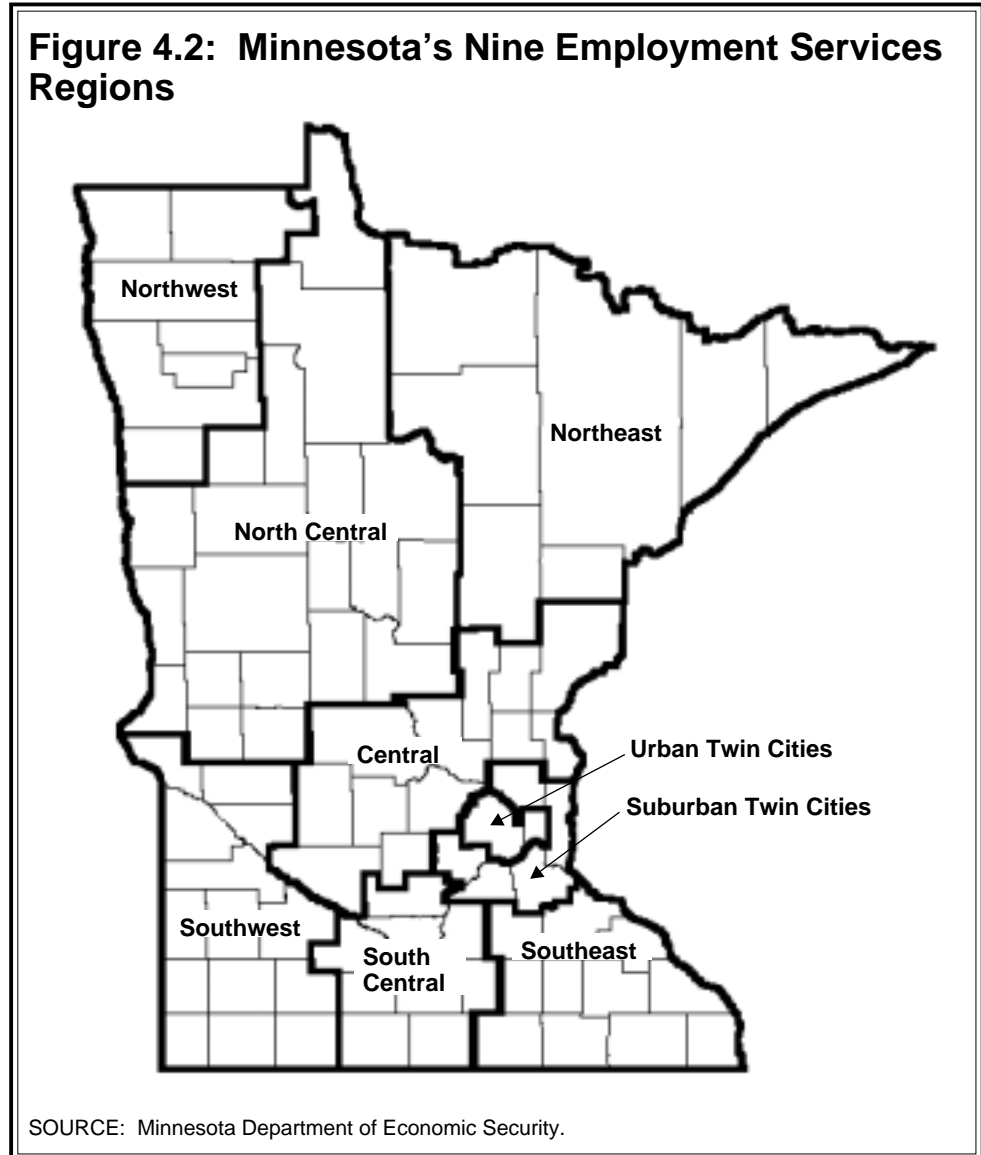 Figure 4.2:  Minnesota's Nine Employment Services
Regions
Northwest
Northeast
North Central
Central
Urban Twin Cities
Suburban Twin Cities
Southwest
South
Central
Southeast
SOURCE:  Minnesota Department of Economic Security.